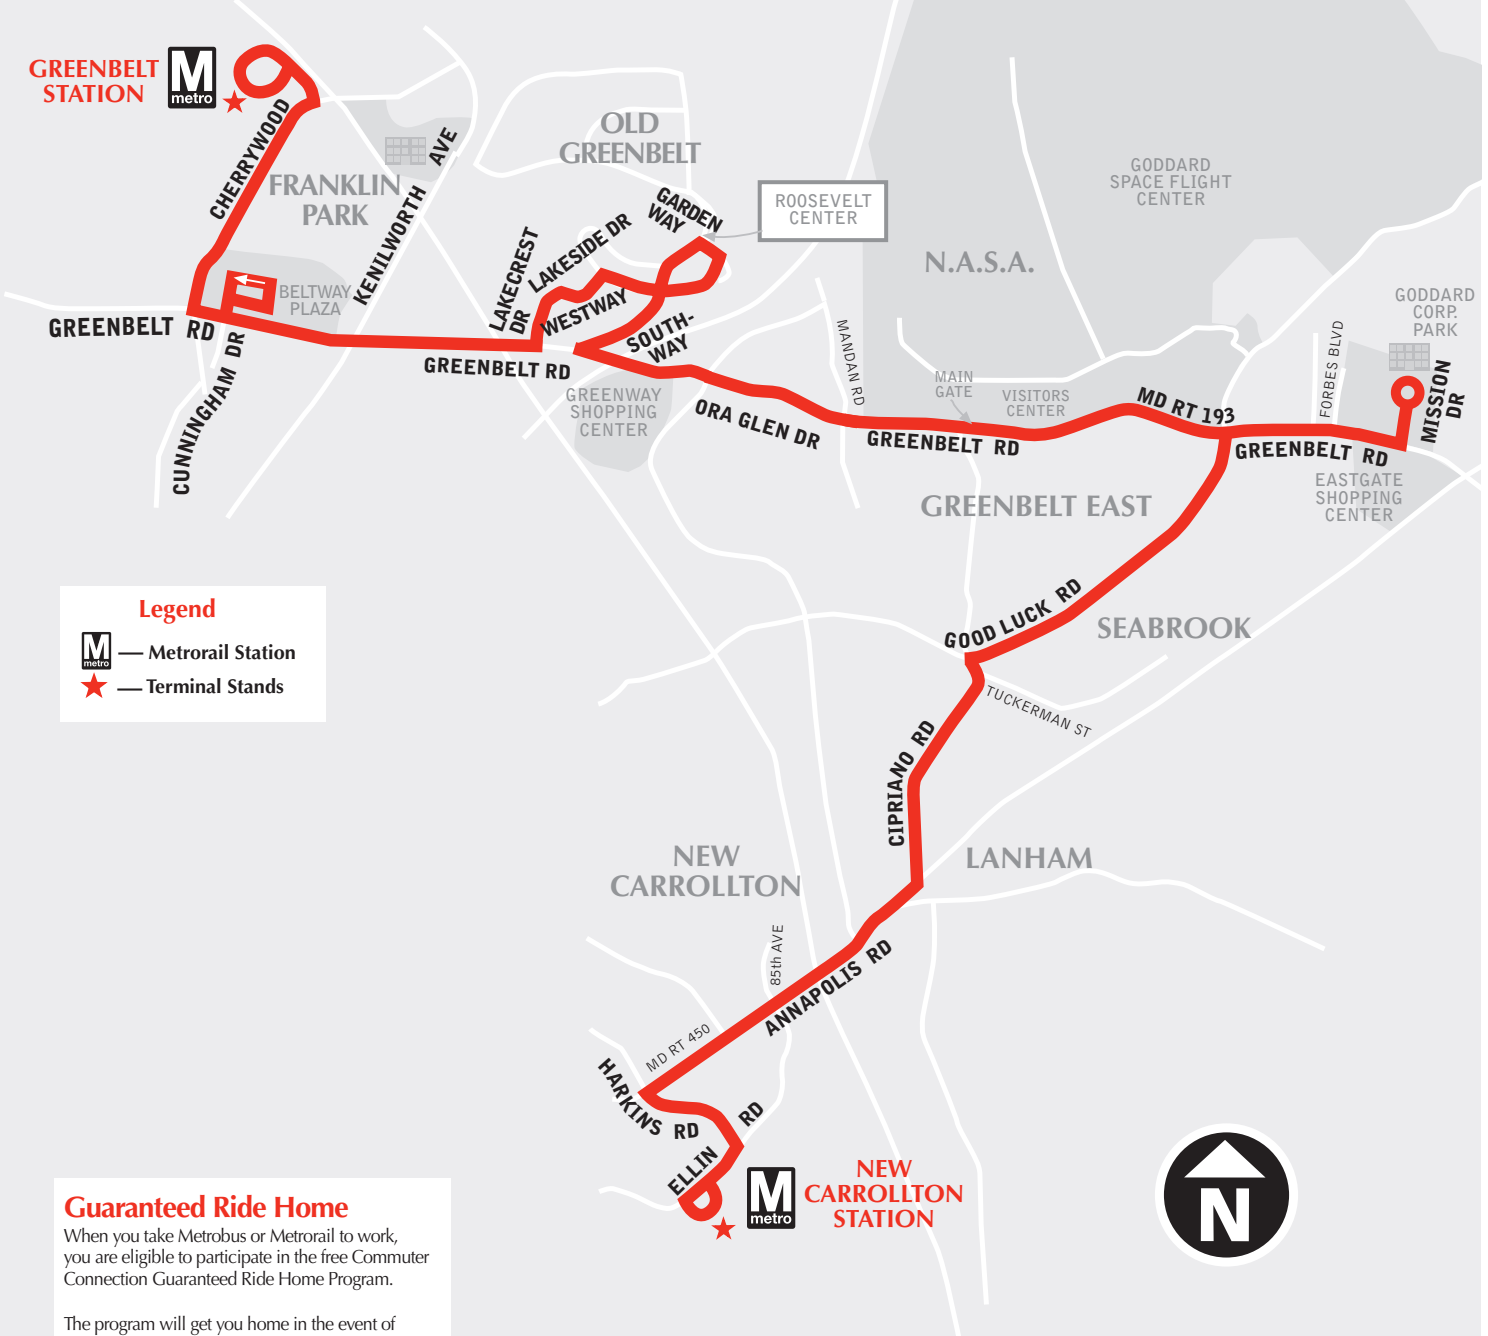 GREENBELT
STATION
M
metro
CHERRYWOOD
FRANKLIN
PARK
KENILWORTH AVE
OLD
GREENBELT
GARDEN
WAY
ROOSEVELT
CENTER
LAKECREST
DR
LAKESIDE DR
WESTWAY
SOUTH-
WAY
BELTWAY
PLAZA
GREENBELT RD
CUNNINGHAM DR
GREENBELT RD
GREENWAY
SHOPPING
CENTER
ORA GLEN DR
MANDAN RD
N.A.S.A.
GODDARD
SPACE FLIGHT
CENTER
MAIN
GATE
VISITORS
CENTER
GREENBELT RD
MD RT 193
GODDARD
CORP.
PARK
FORBES BLVD
MISSION
DR
GREENBELT RD
EASTGATE
SHOPPING
CENTER
GREENBELT EAST
GOOD LUCK RD
SEABROOK
TUCKERMAN ST
CIPRIANO RD
LANHAM
NEW
CARROLLTON
85th AVE
ANNAPOLIS RD
MD RT 450
HARKINS RD
ELLIN RD
M
metro
NEW
CARROLLTON
STATION
N
Legend
M
metro
— Metrorail Station
★ — Terminal Stands
Guaranteed Ride Home
When you take Metrobus or Metrorail to work,
you are eligible to participate in the free Commuter
Connection Guaranteed Ride Home Program.
The program will get you home in the event of